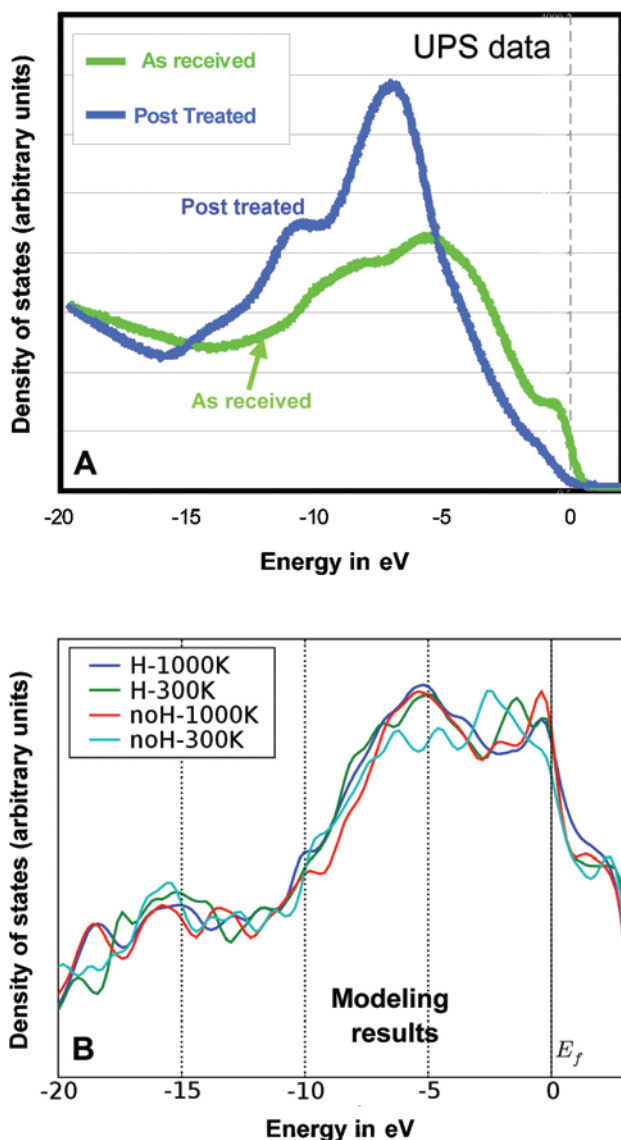 UPS data
As received
Post Treated
Post treated
As received
A
Density of states (arbitrary units)
-20 -15 -10 -5 0
Energy in eV
H-1000K
H-300K
noH-1000K
noH-300K
Modeling
results
B
E_f
Density of states (arbitrary units)
-20 -15 -10 -5 0
Energy in eV